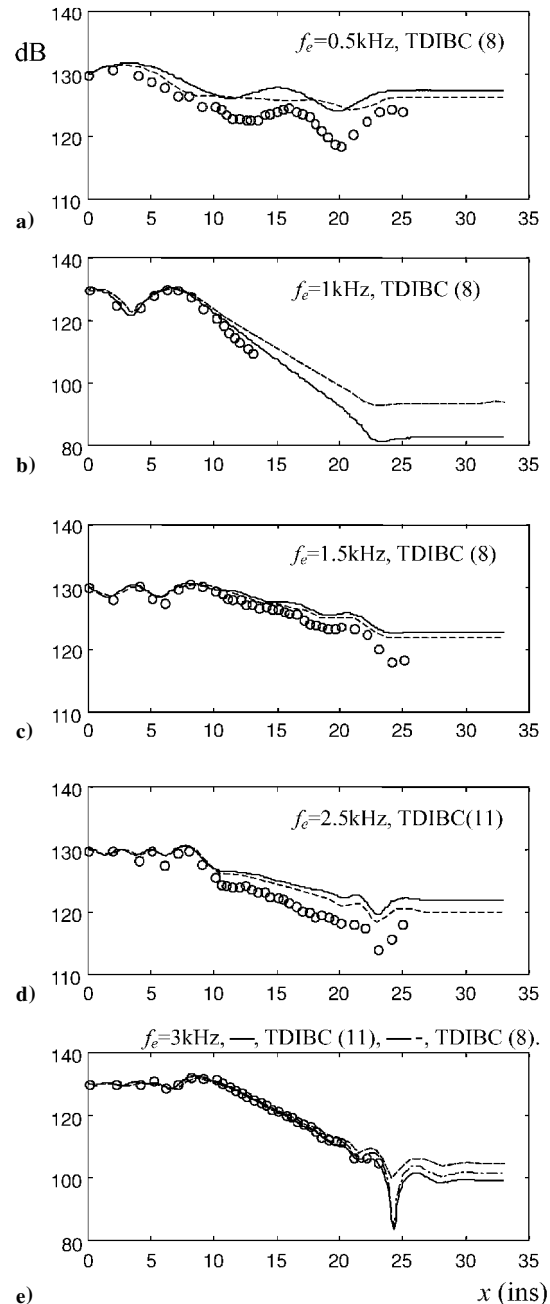 dB
f_e=0.5kHz, TDIBC (8)
130
120
110
0 5 10 15 20 25 30 35
a)
140
f_e=1kHz, TDIBC (8)
120
100
80
0 5 10 15 20 25 30 35
b)
140
f_e=1.5kHz, TDIBC (8)
130
120
110
0 5 10 15 20 25 30 35
c)
140
f_e=2.5kHz, TDIBC(11)
130
120
110
0 5 10 15 20 25 30 35
d)
f_e=3kHz, —, TDIBC (11), — -, TDIBC (8).
140
120
100
80
0 5 10 15 20 25 30 35
e)
x (ins)